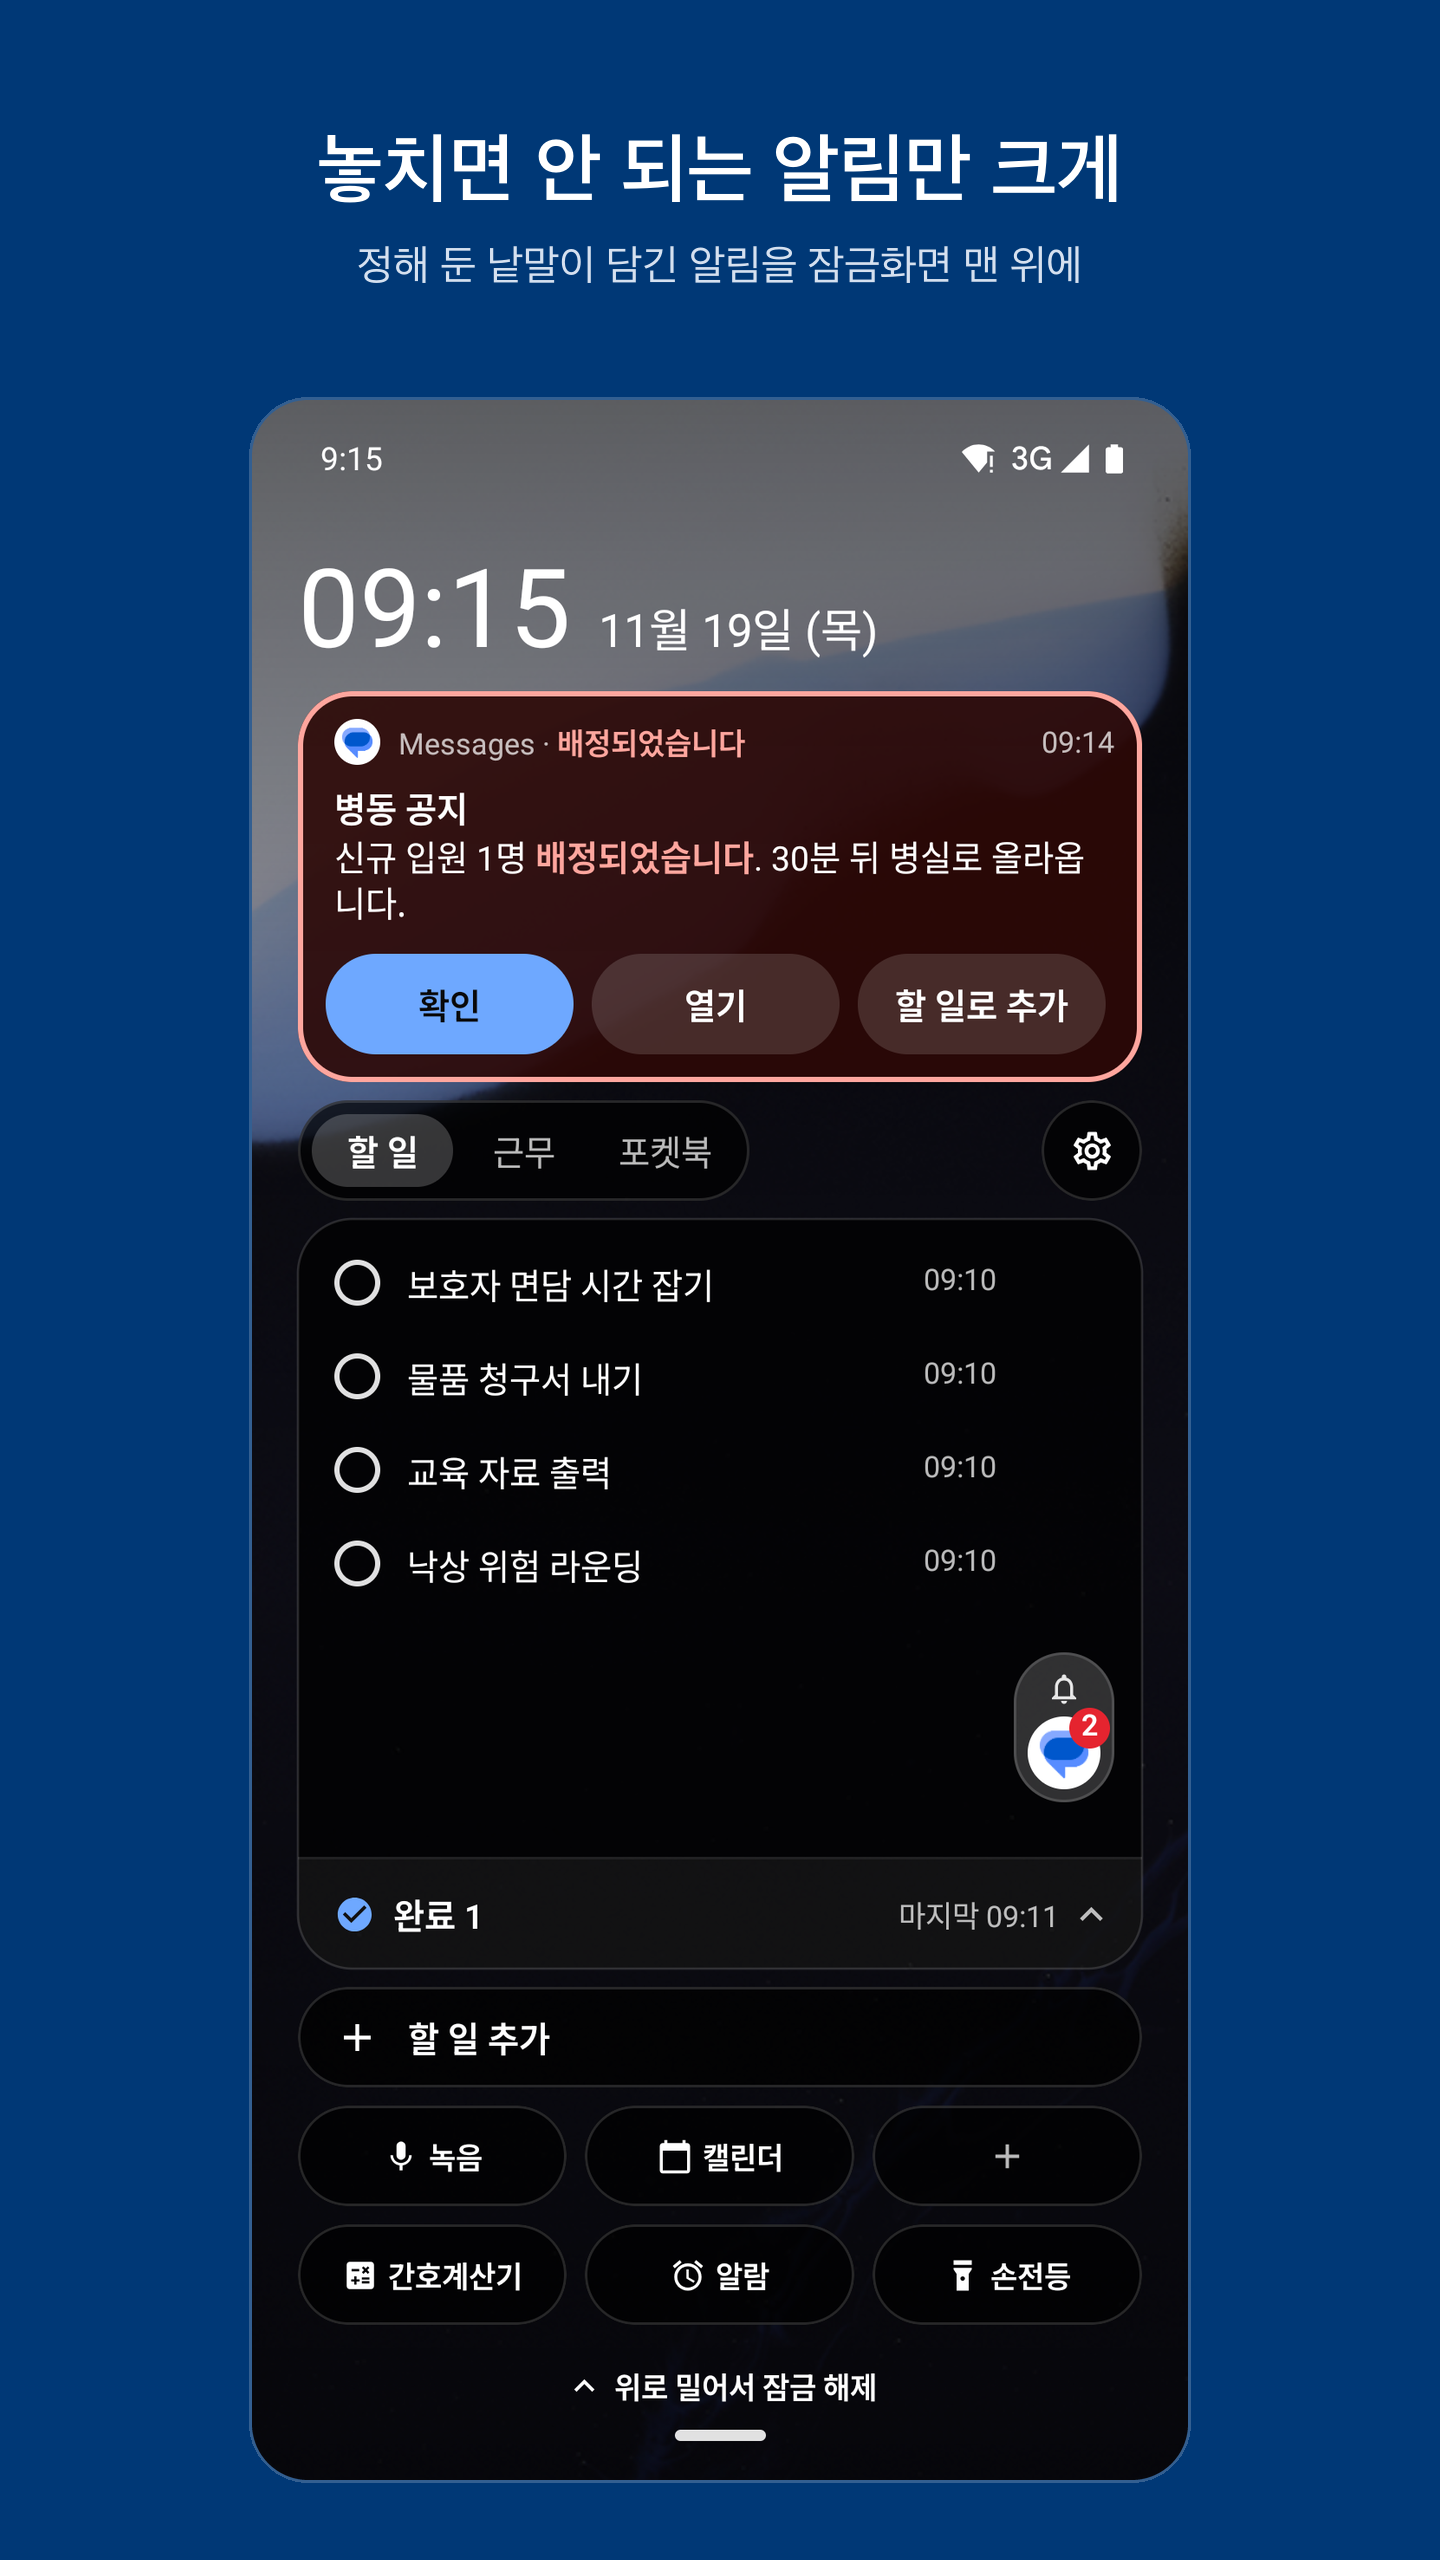 놓치면 안 되는 알림만 크게
정해 둔 낱말이 담긴 알림을 잠금화면 맨 위에
9:15
3G
09:15 11월 19일 (목)
Messages · 배정되었습니다 09:14
병동 공지
신규 입원 1명 배정되었습니다. 30분 뒤 병실로 올라옵
니다.
확인 열기 할 일로 추가
할 일 근무 포켓북
보호자 면담 시간 잡기 09:10
물품 청구서 내기 09:10
교육 자료 출력 09:10
낙상 위험 라운딩 09:10
2
완료 1 마지막 09:11
+ 할 일 추가
녹음 캘린더 +
간호계산기 알람 손전등
위로 밀어서 잠금 해제